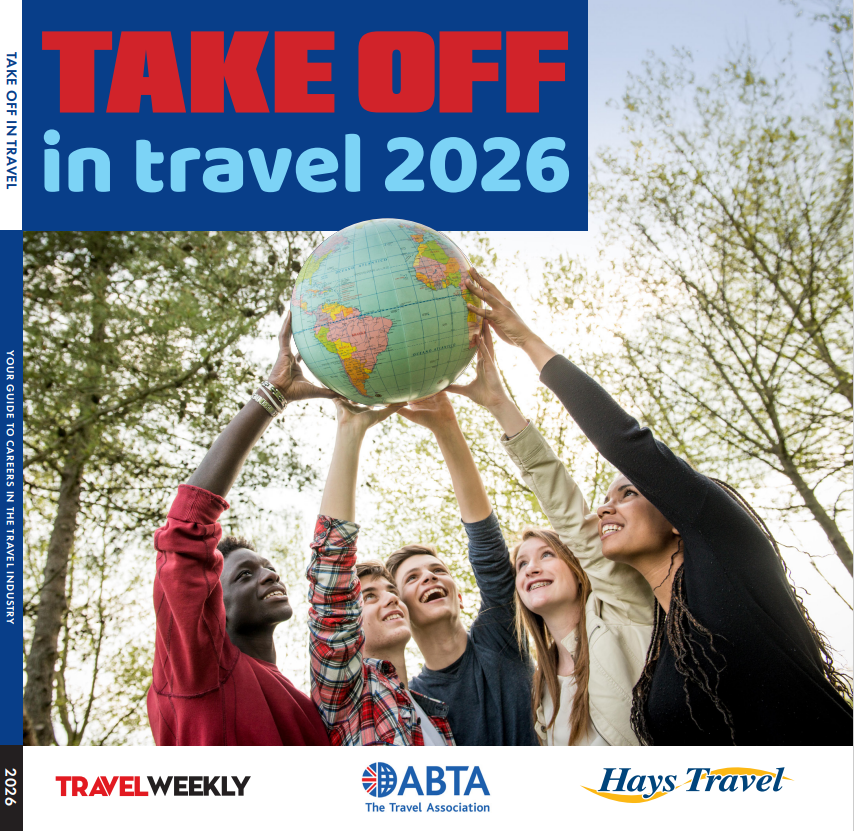 TAKE OFF
in travel 2026
TAKE OFF IN TRAVEL
YOUR GUIDE TO CAREERS IN THE TRAVEL INDUSTRY
2026
TRAVELWEEKLY
ABTA
The Travel Association
Hays Travel